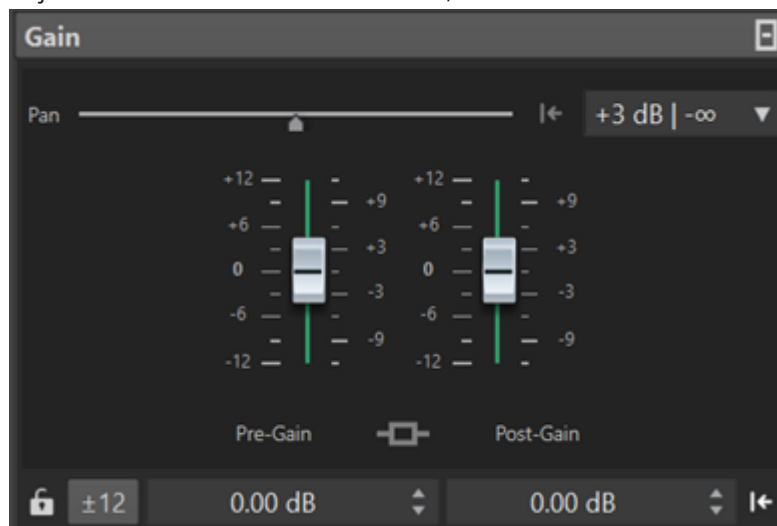 Gain
Pan
+3 dB | -∞
+12 +12
+9 +9
+6 +6
+3 +3
0 0
-3 -3
-6 -6
-9 -9
-12 -12
Pre-Gain Post-Gain
±12 0.00 dB 0.00 dB